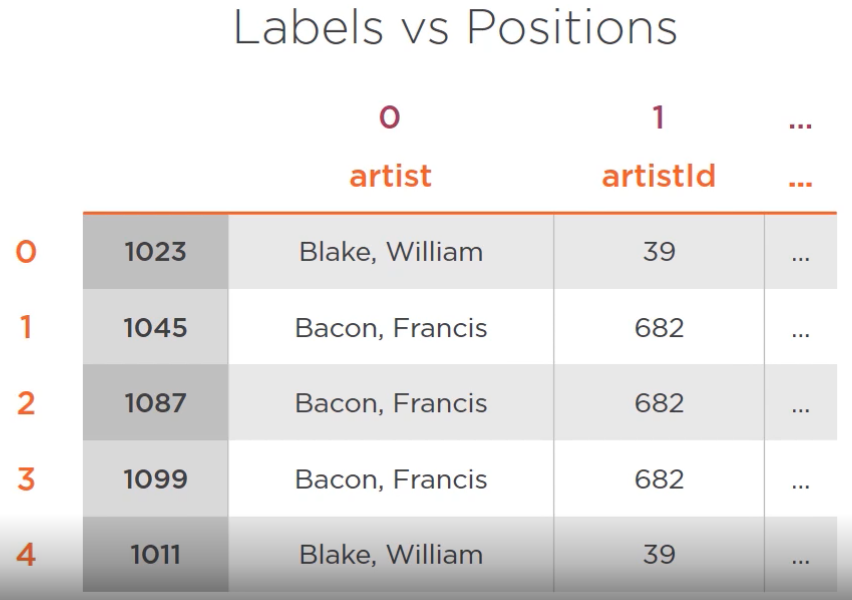 Labels vs Positions
0 1 ...
artist artistId ...
0 1023 Blake, William 39 ...
1 1045 Bacon, Francis 682 ...
2 1087 Bacon, Francis 682 ...
3 1099 Bacon, Francis 682 ...
4 1011 Blake, William 39 ...